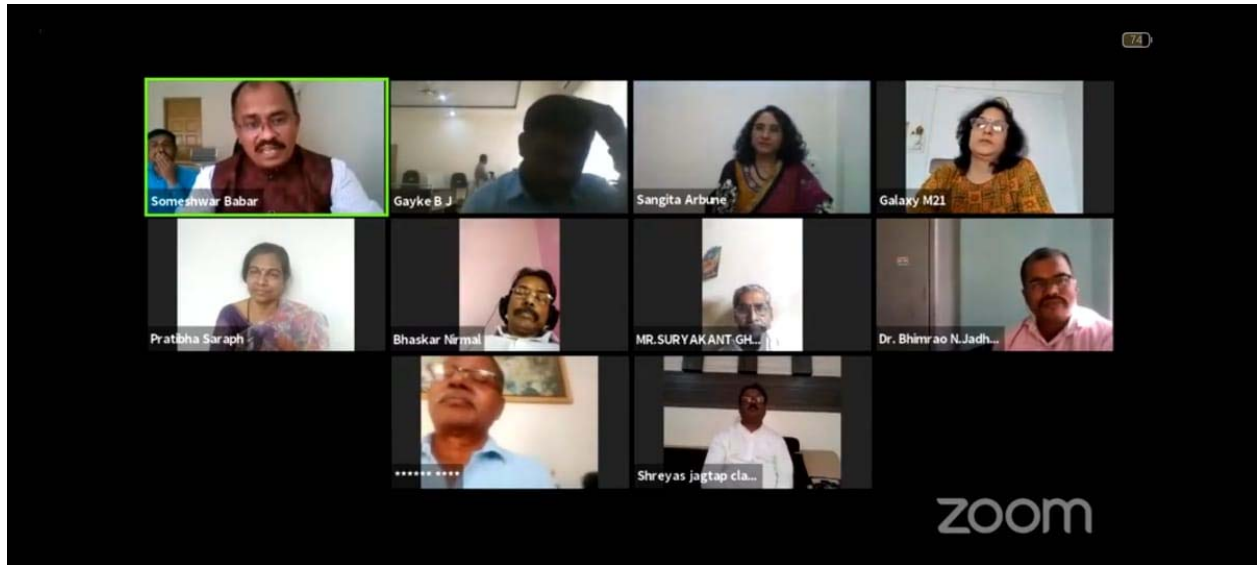 74
Someshwar Babar
Gayke B J
Sangita Arbune
Galaxy M21
Pratibha Saraph
Bhaskar Nirmal
MR.SURYAKANT GH...
Dr. Bhimrao N.Jadh...
****** ****
Shreyas jagtap cla...
zoom